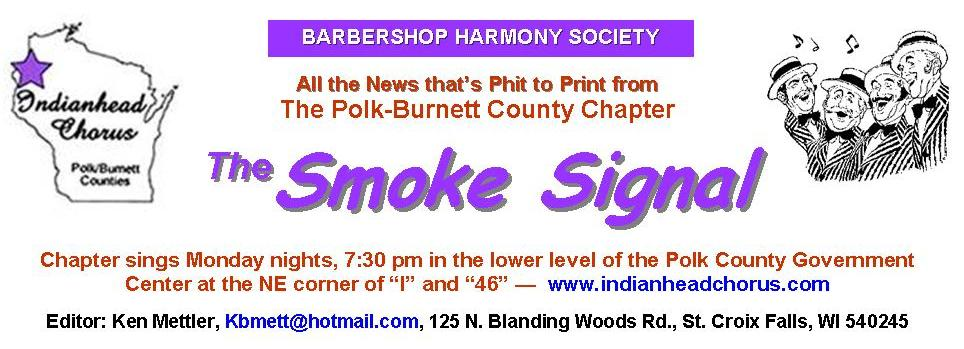 BARBERSHOP HARMONY SOCIETY
All the News that's Phit to Print from
The Polk-Burnett County Chapter
Indianhead
Chorus
Polk/Burnett
Counties
The Smoke Signal
Chapter sings Monday nights, 7:30 pm in the lower level of the Polk County Government
Center at the NE corner of “I” and “46” — www.indianheadchorus.com
Editor: Ken Mettler, Kbmett@hotmail.com, 125 N. Blanding Woods Rd., St. Croix Falls, WI 540245